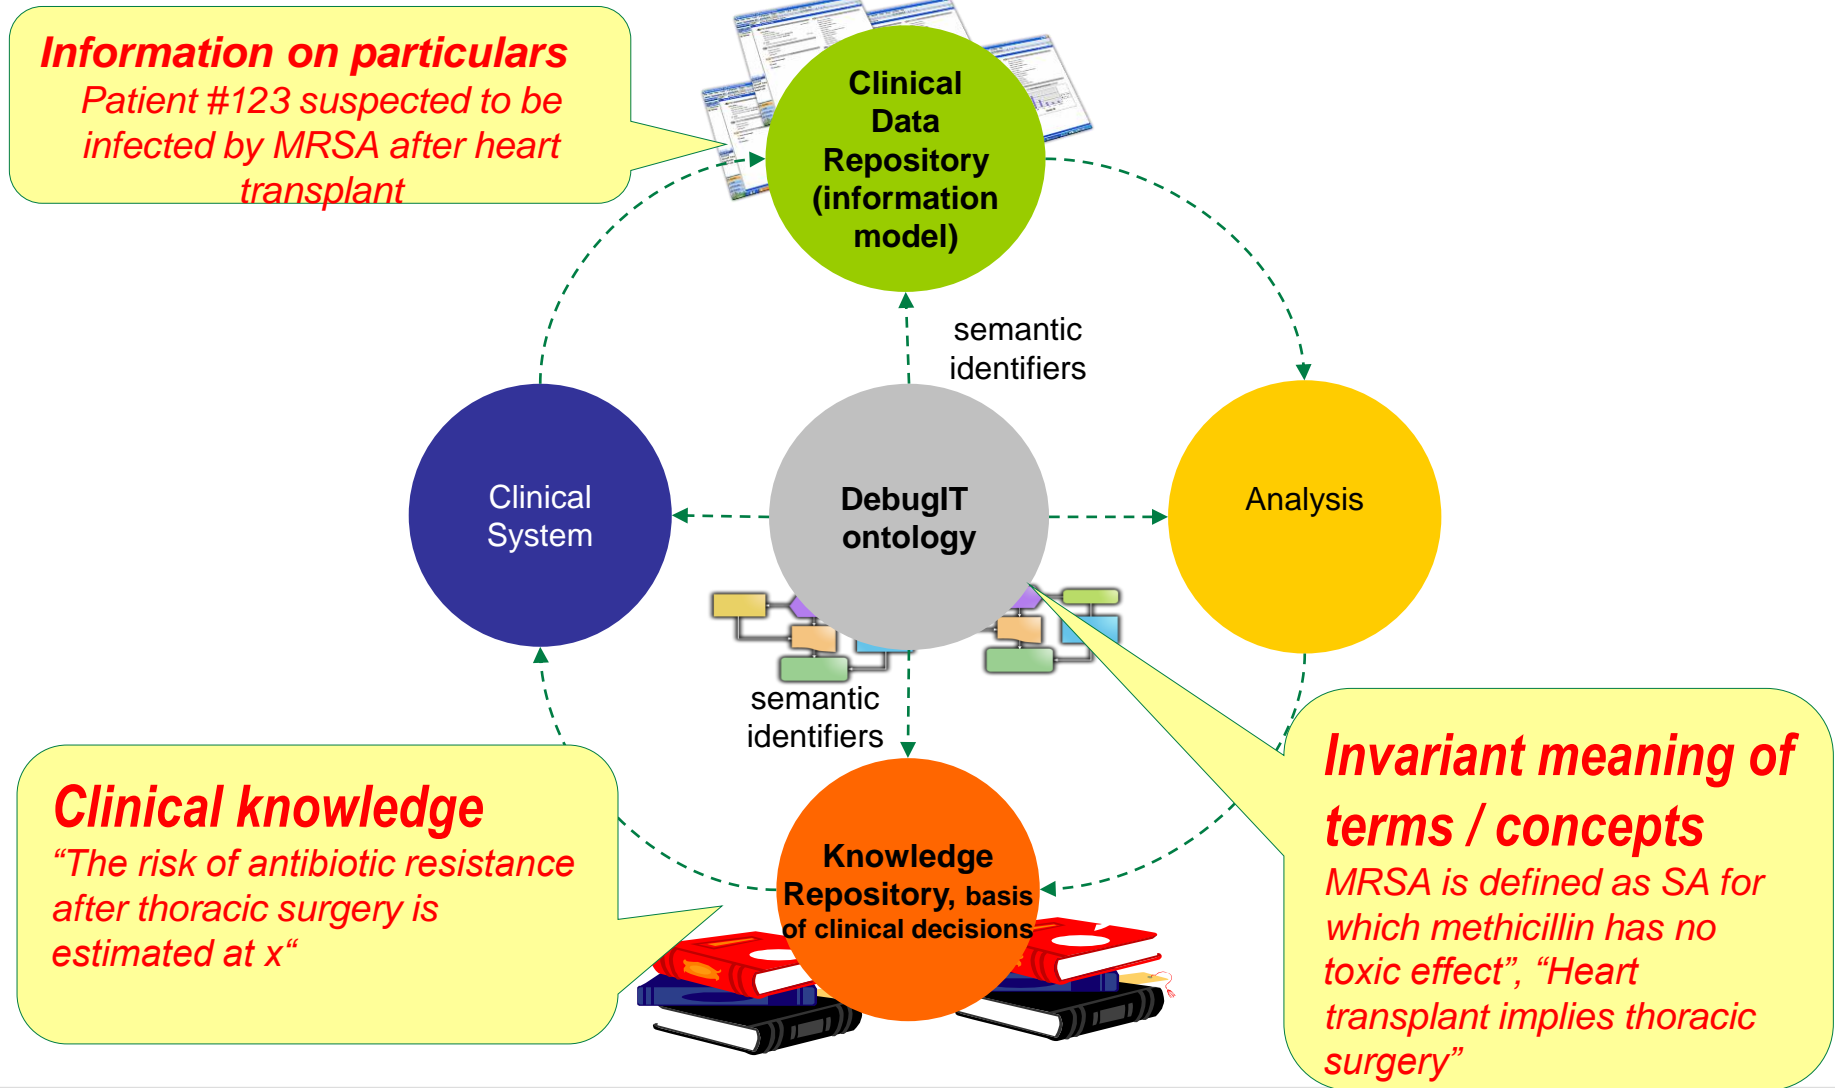 Information on particulars
Patient #123 suspected to be
infected by MRSA after heart
transplant
Clinical
Data
Repository
(information
model)
semantic
identifiers
Clinical
System
DebugIT
ontology
Analysis
semantic
identifiers
Clinical knowledge
“The risk of antibiotic resistance
after thoracic surgery is
estimated at x“
Knowledge
Repository, basis
of clinical decisions
Invariant meaning of
terms / concepts
MRSA is defined as SA for
which methicillin has no
toxic effect”, “Heart
transplant implies thoracic
surgery”